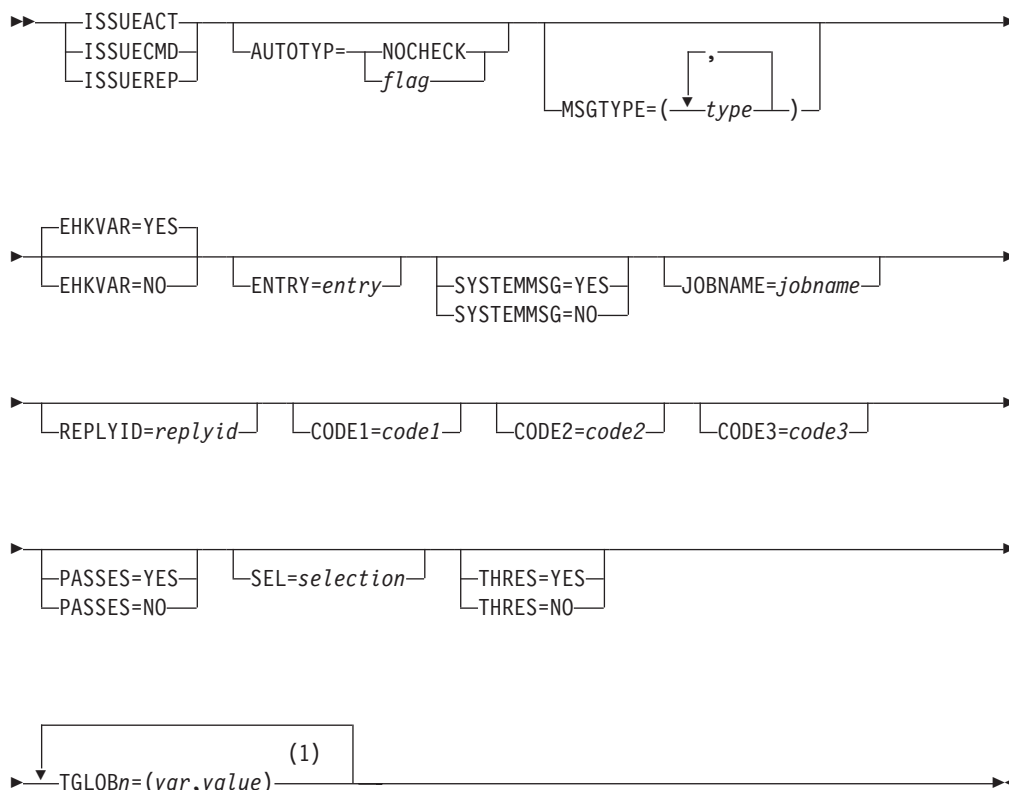 ISSUEACT
ISSUECMD
ISSUEREP
AUTOTYP= NOCHECK
flag
,
MSGTYPE=( type )
EHKVAR=YES
EHKVAR=NO
ENTRY=entry
SYSTEMMSG=YES
SYSTEMMSG=NO
JOBNAME=jobname
REPLYID=replyid
CODE1=code1
CODE2=code2
CODE3=code3
PASSES=YES
PASSES=NO
SEL=selection
THRES=YES
THRES=NO
(1)
TGLOBn=(var,value)